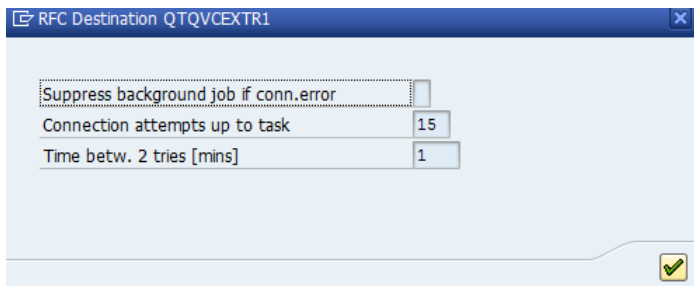 RFC Destination QTQVCEXTR1
Suppress background job if conn.error
Connection attempts up to task 15
Time betw. 2 tries [mins] 1